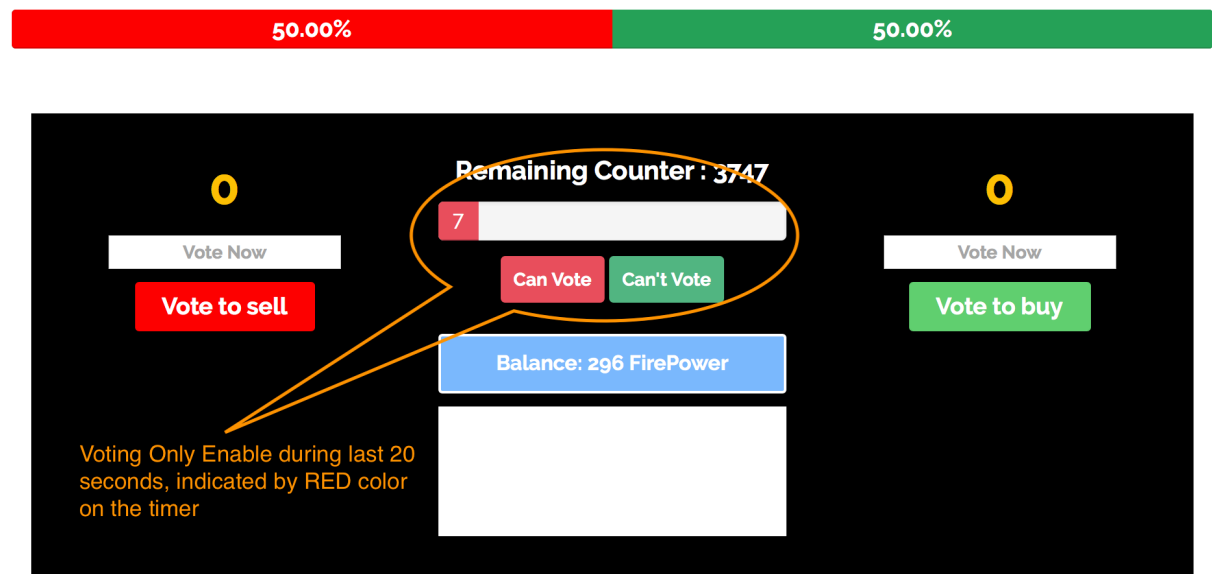 50.00% 50.00%
Remaining Counter : 3747
0 0
7
Vote Now Vote Now
Can Vote Can't Vote
Vote to sell Vote to buy
Balance: 296 FirePower
Voting Only Enable during last 20
seconds, indicated by RED color
on the timer